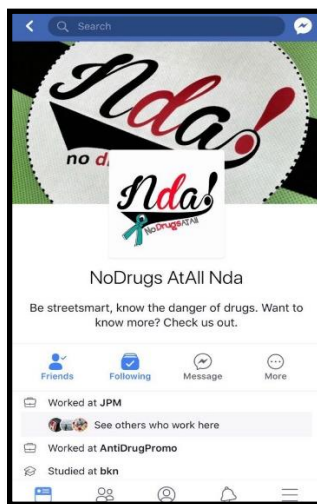 Search
Nda!
no d
Nda!
NoDrugsATAll
NoDrugs AtAll Nda
Be streetsmart, know the danger of drugs. Want to
know more? Check us out.
Friends Following Message More
Worked at JPM
See others who work here
Worked at AntiDrugPromo
Studied at bkn